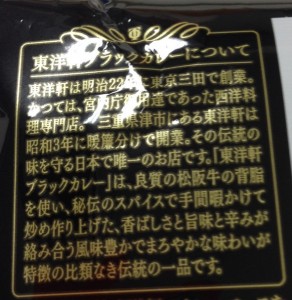 東洋軒ブラックカレーについて
東洋軒は明治22年に東京三田で創業。
かつては、宮内庁御用達であった西洋料
理専門店。三重県津市にある東洋軒は
昭和3年に暖簾分けで開業。その伝統の
味を守る日本で唯一のお店です。『東洋軒
ブラックカレー』は、良質の松阪牛の背脂
を使い、秘伝のスパイスで手間暇かけて
炒め作り上げた、香ばしさと旨味と辛みが
絡み合う風味豊かでまろやかな味わいが
特徴の比類なき伝統の一品です。